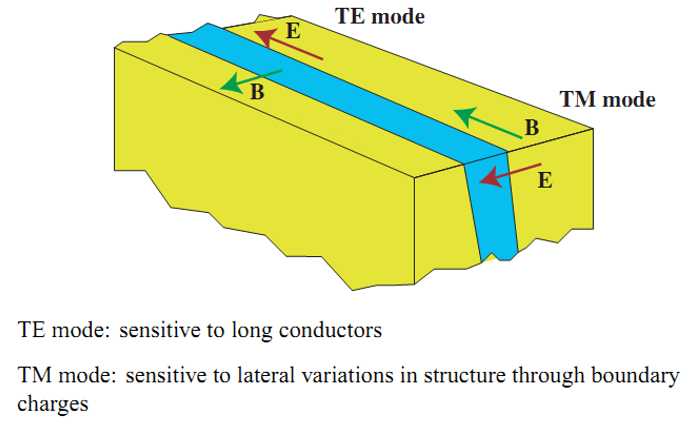 TE mode
E
B
TM mode
B
E
TE mode: sensitive to long conductors
TM mode: sensitive to lateral variations in structure through boundary
charges